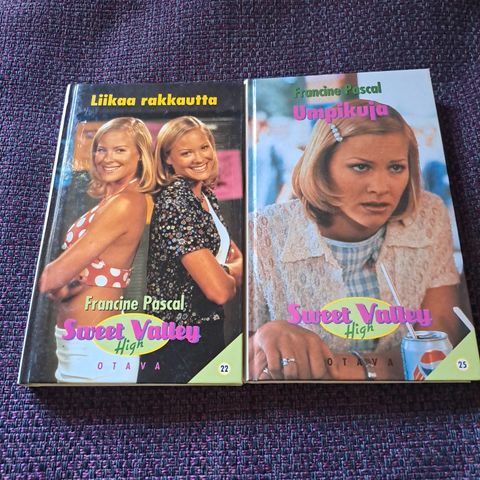 Liikaa rakkautta
Francine Pascal
Sweet Valley
High
OTAVA
22
Francine Pascal
Umpikuja
Sweet Valley
High
OTAVA
25